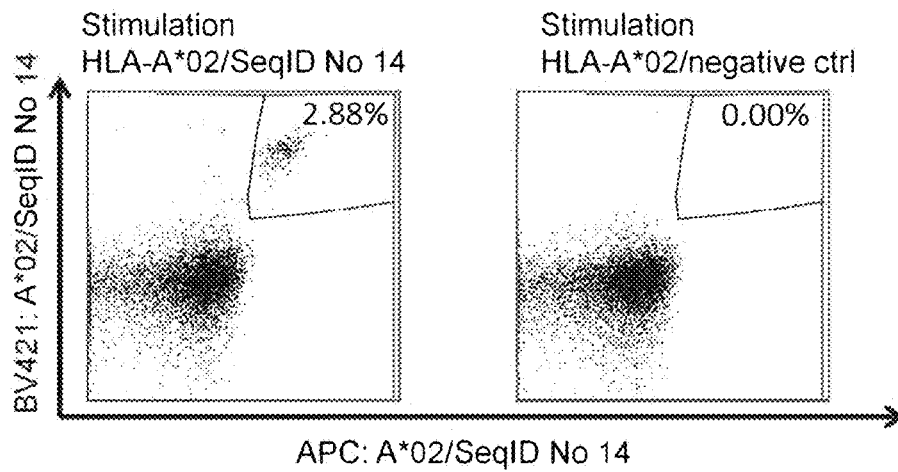 Stimulation
HLA-A*02/SeqID No 14
Stimulation
HLA-A*02/negative ctrl
BV421: A*02/SeqID No 14
2.88%
0.00%
APC: A*02/SeqID No 14